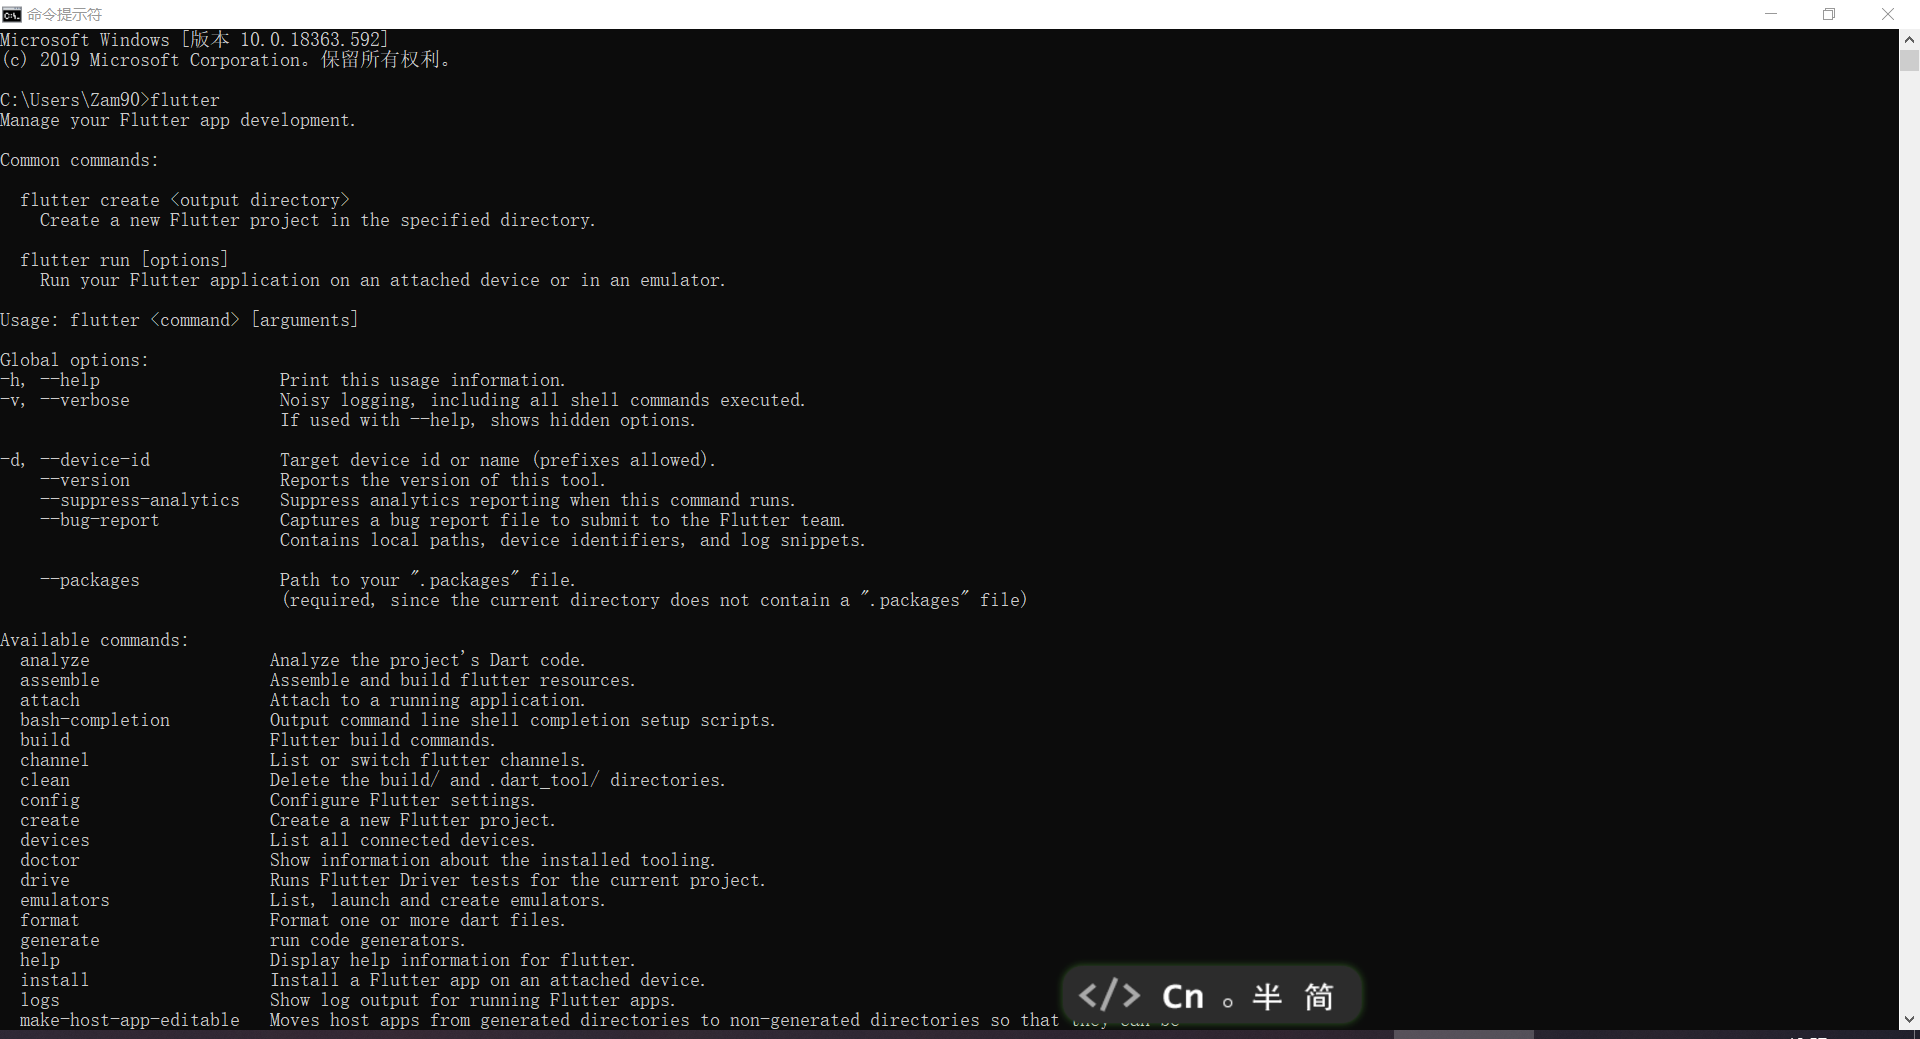 命令提示符
Microsoft Windows [版本 10.0.18363.592]
(c) 2019 Microsoft Corporation。保留所有权利。
C:\Users\Zam90>flutter
Manage your Flutter app development.
Common commands:
flutter create <output directory>
Create a new Flutter project in the specified directory.
flutter run [options]
Run your Flutter application on an attached device or in an emulator.
Usage: flutter <command> [arguments]
Global options:
-h, --help Print this usage information.
-v, --verbose Noisy logging, including all shell commands executed.
If used with --help, shows hidden options.
-d, --device-id Target device id or name (prefixes allowed).
--version Reports the version of this tool.
--suppress-analytics Suppress analytics reporting when this command runs.
--bug-report Captures a bug report file to submit to the Flutter team.
Contains local paths, device identifiers, and log snippets.
--packages Path to your ".packages" file.
(required, since the current directory does not contain a ".packages" file)
Available commands:
analyze Analyze the project's Dart code.
assemble Assemble and build flutter resources.
attach Attach to a running application.
bash-completion Output command line shell completion setup scripts.
build Flutter build commands.
channel List or switch flutter channels.
clean Delete the build/ and .dart_tool/ directories.
config Configure Flutter settings.
create Create a new Flutter project.
devices List all connected devices.
doctor Show information about the installed tooling.
drive Runs Flutter Driver tests for the current project.
emulators List, launch and create emulators.
format Format one or more dart files.
generate run code generators.
help Display help information for flutter.
install Install a Flutter app on an attached device.
logs Show log output for running Flutter apps.
make-host-app-editable Moves host apps from generated directories to non-generated directories so that they can be
</> Cn 。半 简